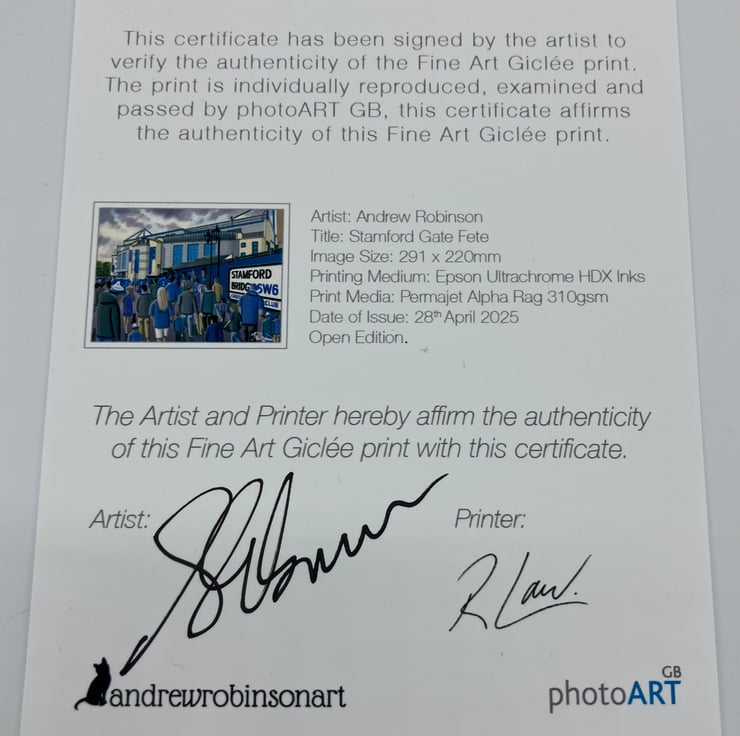 This certificate has been signed by the artist to
verify the authenticity of the Fine Art Giclée print.
The print is individually reproduced, examined and
passed by photoART GB, this certificate affirms
the authenticity of this Fine Art Giclée print.
STAMFORD
BRIDGE SW6
CLUB
Artist: Andrew Robinson
Title: Stamford Gate Fete
Image Size: 291 x 220mm
Printing Medium: Epson Ultrachrome HDX Inks
Print Media: Permajet Alpha Rag 310gsm
Date of Issue: 28th April 2025
Open Edition.
The Artist and Printer hereby affirm the authenticity
of this Fine Art Giclée print with this certificate.
Artist:
Printer:
R Law.
andrewrobinsonart
photoART GB